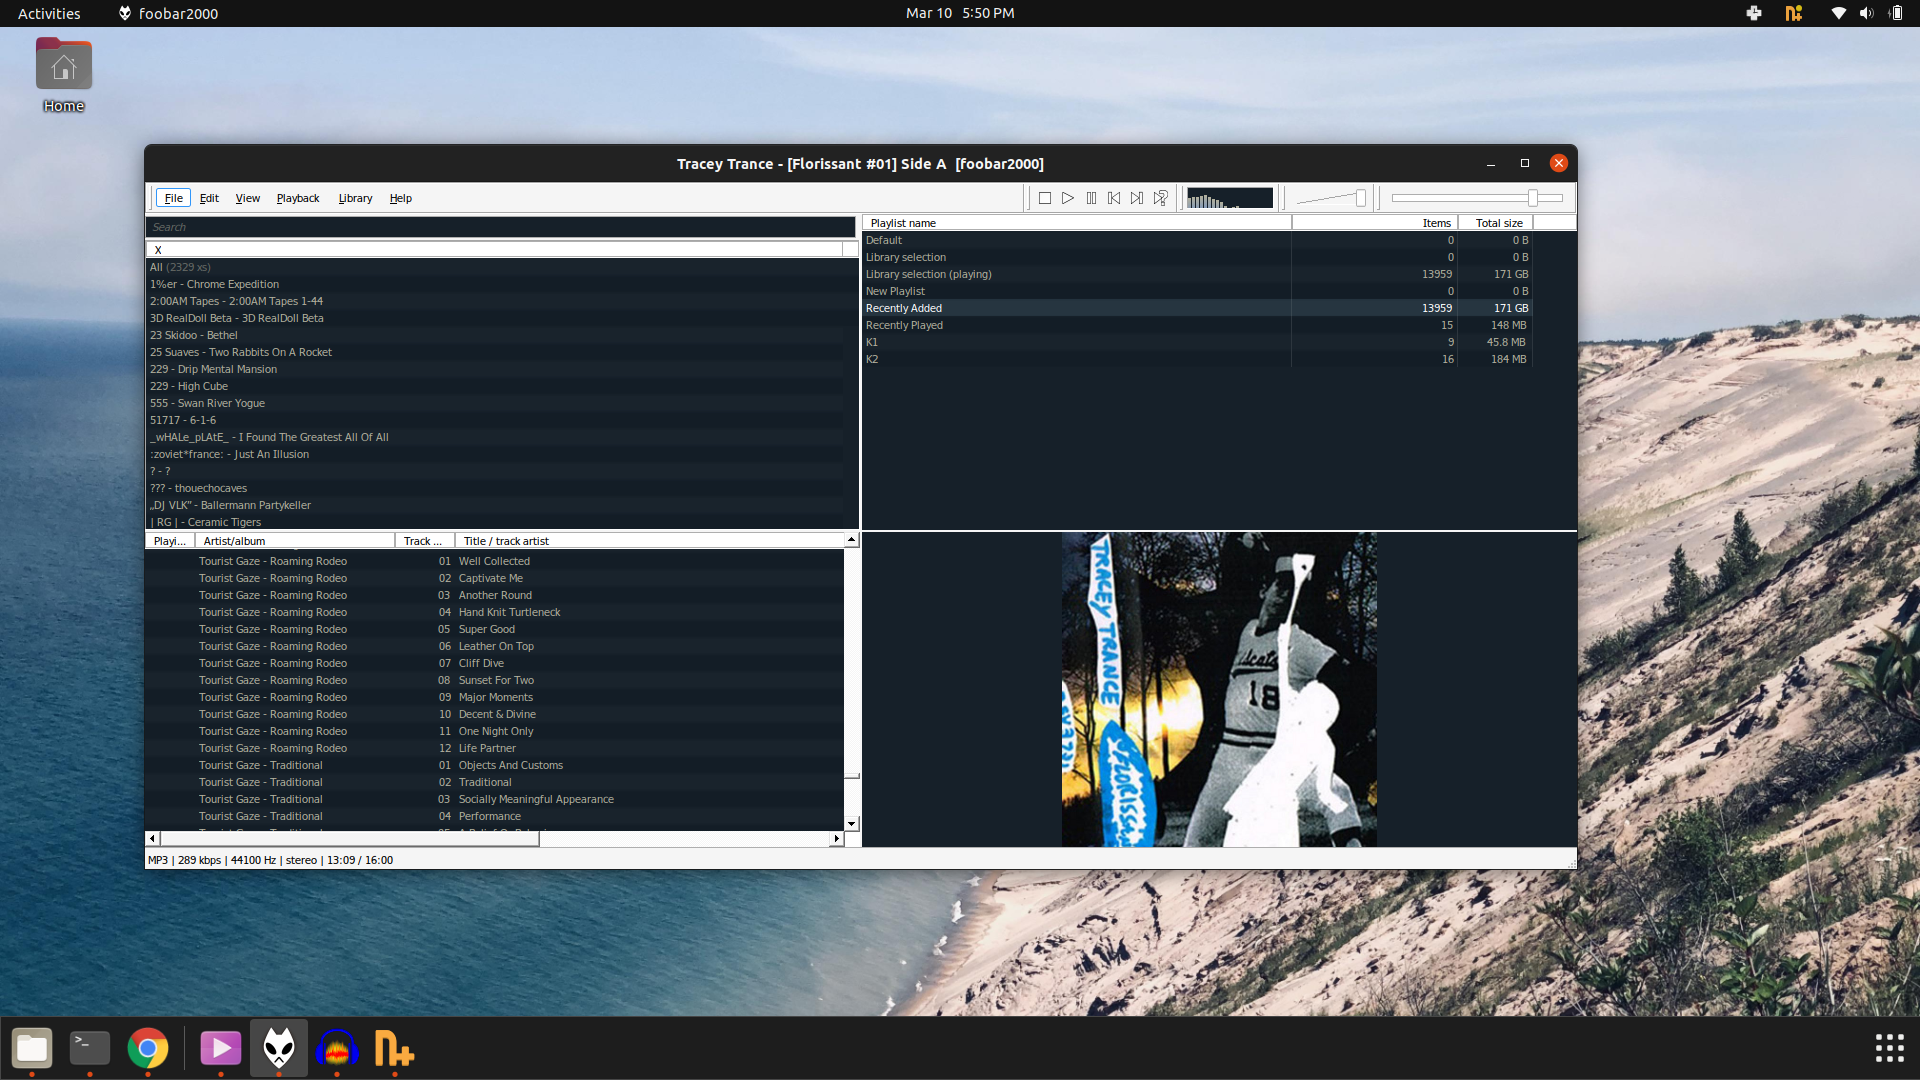 Activities
foobar2000
Mar 10 5:50 PM
Home
Tracey Trance - [Florissant #01] Side A [foobar2000]
File Edit View Playback Library Help
Search
X
All (2329 xs)
1%er - Chrome Expedition
2:00AM Tapes - 2:00AM Tapes 1-44
3D RealDoll Beta - 3D RealDoll Beta
23 Skidoo - Bethel
25 Suaves - Two Rabbits On A Rocket
229 - Drip Mental Mansion
229 - High Cube
555 - Swan River Yogue
51717 - 6-1-6
_wHALe_pLAtE_ - I Found The Greatest All Of All
:zoviet*france: - Just An Illusion
? - ?
??? - thouechocaves
„DJ VLK" - Ballermann Partykeller
| RG | - Ceramic Tigers
Playlist name Items Total size
Default 0 0 B
Library selection 0 0 B
Library selection (playing) 13959 171 GB
New Playlist 0 0 B
Recently Added 13959 171 GB
Recently Played 15 148 MB
K1 9 45.8 MB
K2 16 184 MB
Playi... Artist/album Track ... Title / track artist
Tourist Gaze - Roaming Rodeo 01 Well Collected
Tourist Gaze - Roaming Rodeo 02 Captivate Me
Tourist Gaze - Roaming Rodeo 03 Another Round
Tourist Gaze - Roaming Rodeo 04 Hand Knit Turtleneck
Tourist Gaze - Roaming Rodeo 05 Super Good
Tourist Gaze - Roaming Rodeo 06 Leather On Top
Tourist Gaze - Roaming Rodeo 07 Cliff Dive
Tourist Gaze - Roaming Rodeo 08 Sunset For Two
Tourist Gaze - Roaming Rodeo 09 Major Moments
Tourist Gaze - Roaming Rodeo 10 Decent & Divine
Tourist Gaze - Roaming Rodeo 11 One Night Only
Tourist Gaze - Roaming Rodeo 12 Life Partner
Tourist Gaze - Traditional 01 Objects And Customs
Tourist Gaze - Traditional 02 Traditional
Tourist Gaze - Traditional 03 Socially Meaningful Appearance
Tourist Gaze - Traditional 04 Performance
TRACEY TRANCE
18
MP3 | 289 kbps | 44100 Hz | stereo | 13:09 / 16:00